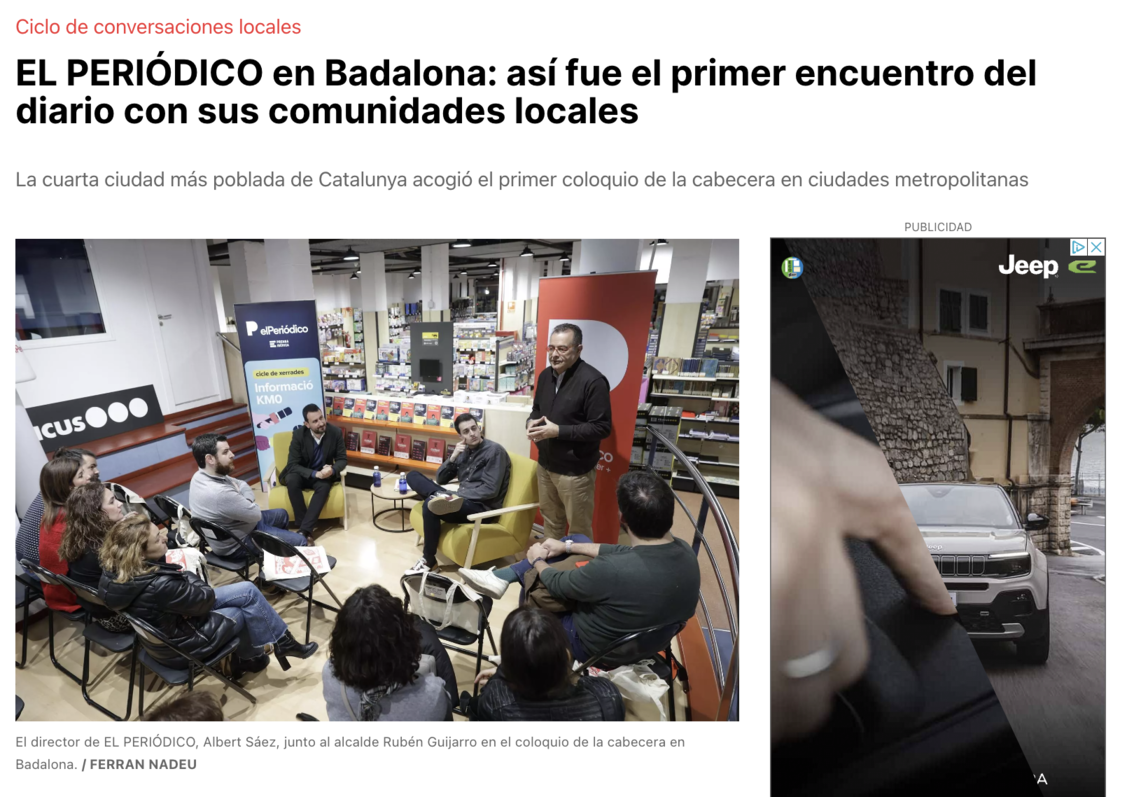 Ciclo de conversaciones locales
EL PERIÓDICO en Badalona: así fue el primer encuentro del
diario con sus comunidades locales
La cuarta ciudad más poblada de Catalunya acogió el primer coloquio de la cabecera en ciudades metropolitanas
PUBLICIDAD
Jeep
elPeriódico
PRENSA
IBÉRICA
cicle de xerrades
Informació
KM0
Jeep
El director de EL PERIÓDICO, Albert Sáez, junto al alcalde Rubén Guijarro en el coloquio de la cabecera en
Badalona. / FERRAN NADEU